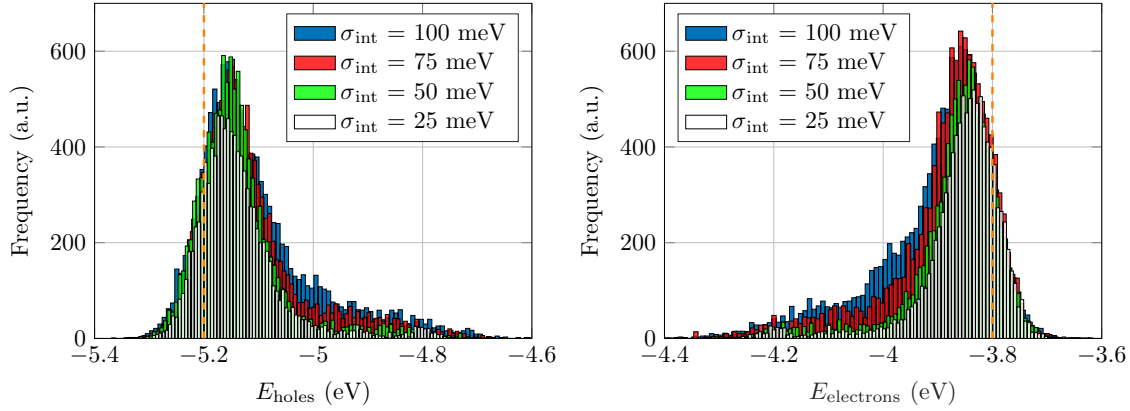 σint = 100 meV
σint = 75 meV
σint = 50 meV
σint = 25 meV
600
400
200
0
Frequency (a.u.)
−5.4 −5.2 −5 −4.8 −4.6
Eholes (eV)
σint = 100 meV
σint = 75 meV
σint = 50 meV
σint = 25 meV
600
400
200
0
Frequency (a.u.)
−4.4 −4.2 −4 −3.8 −3.6
Eelectrons (eV)